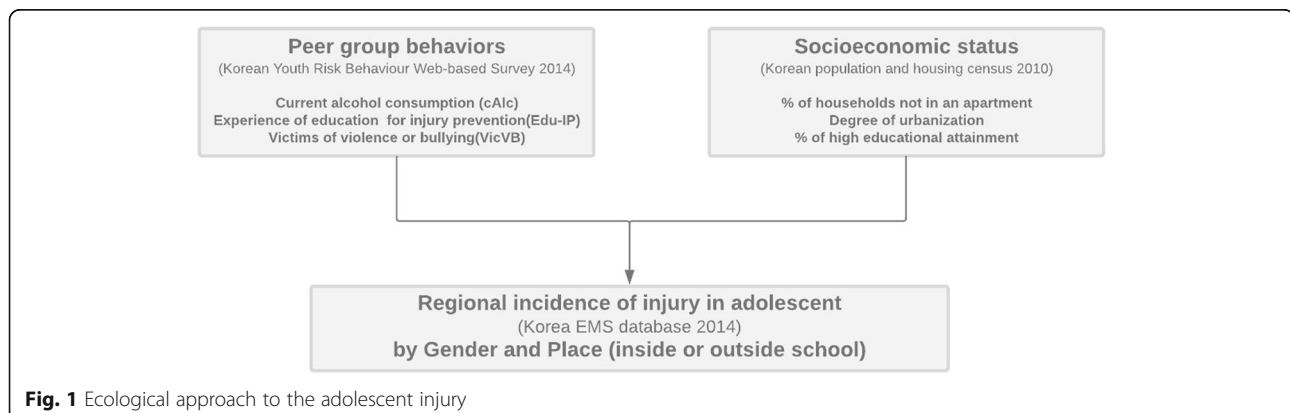 Peer group behaviors
(Korean Youth Risk Behaviour Web-based Survey 2014)
Current alcohol consumption (cAlc)
Experience of education for injury prevention(Edu-IP)
Victims of violence or bullying(VicVB)
Socioeconomic status
(Korean population and housing census 2010)
% of households not in an apartment
Degree of urbanization
% of high educational attainment
Regional incidence of injury in adolescent
(Korea EMS database 2014)
by Gender and Place (inside or outside school)
Fig. 1 Ecological approach to the adolescent injury